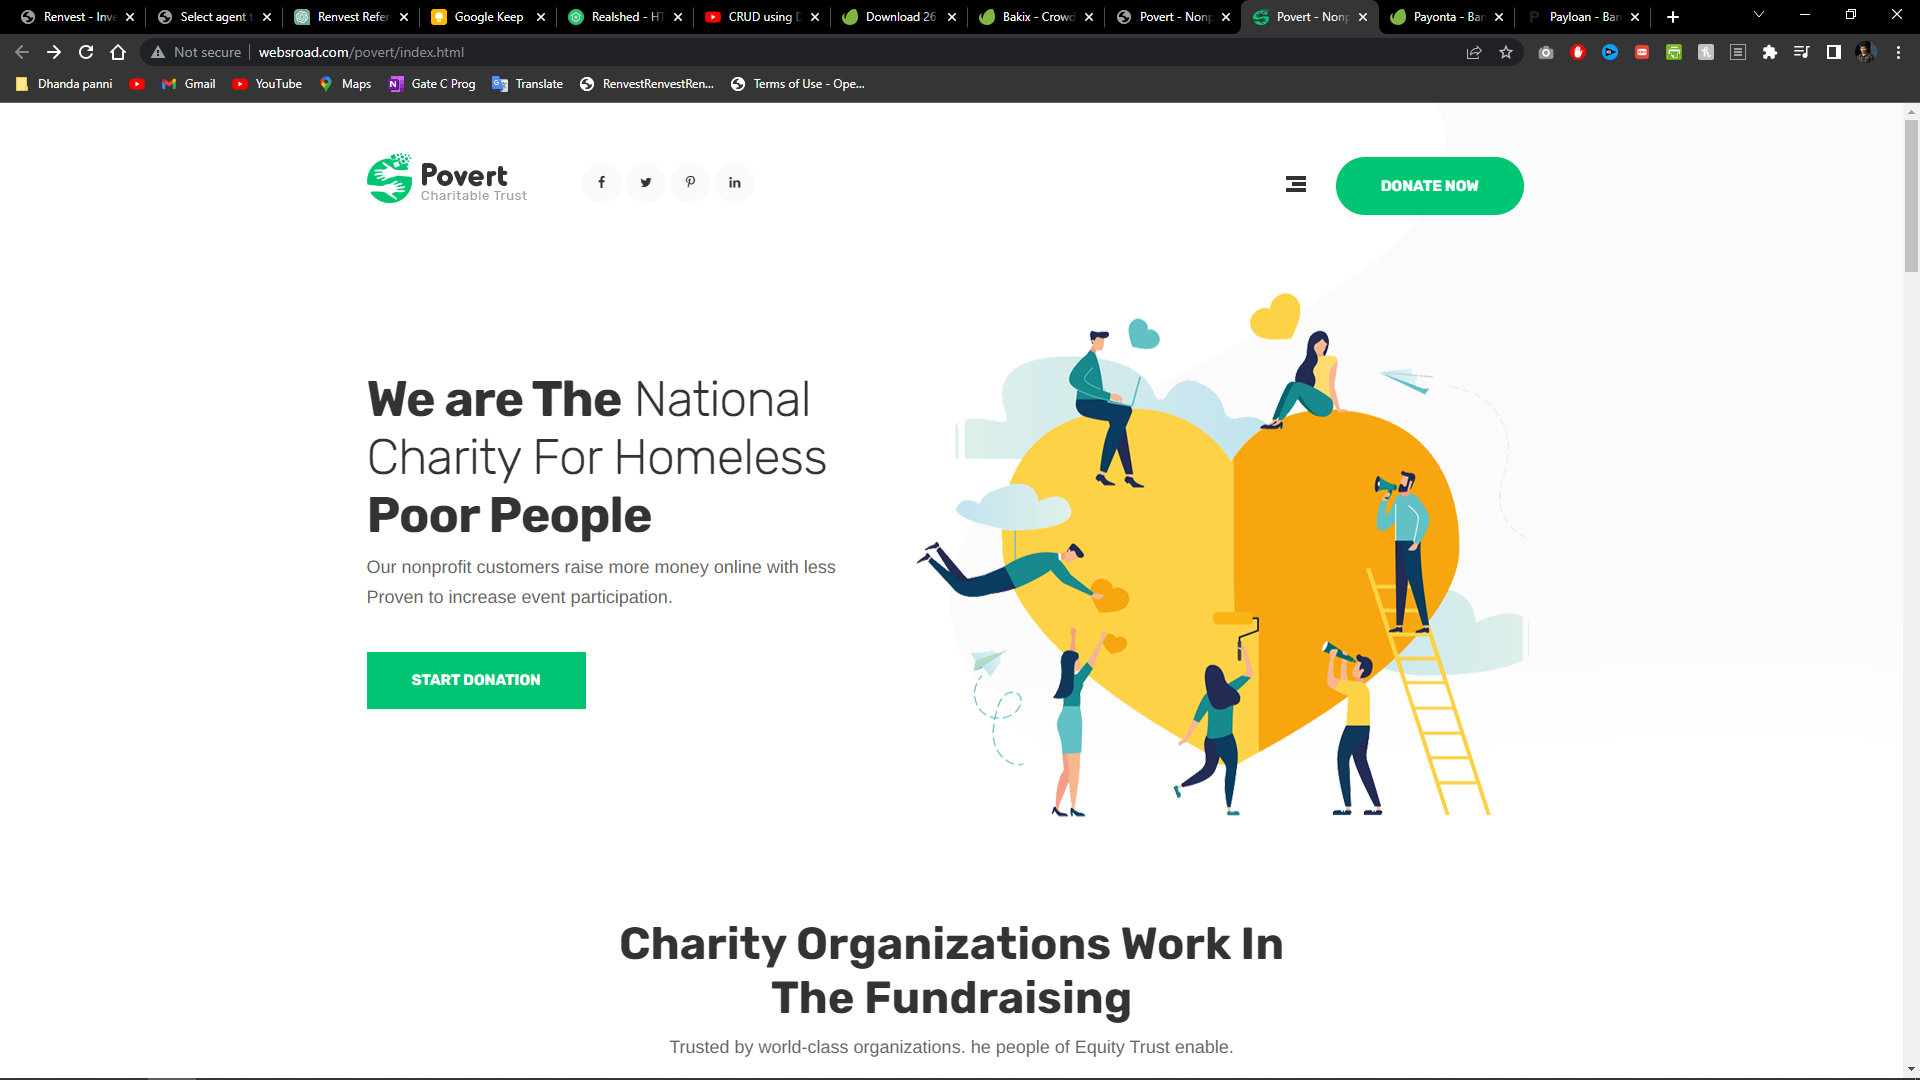 Renvest - Inve
Select agent t
Renvest Refer
Google Keep
Realshed - HT
CRUD using D
Download 26
Bakix - Crowd
Povert - Nonp
Povert - Nonp
Payonta - Ban
Payloan - Ban
Not secure
websroad.com/povert/index.html
Dhanda panni
Gmail
YouTube
Maps
Gate C Prog
Translate
RenvestRenvestRen...
Terms of Use - Ope...
Povert
Charitable Trust
DONATE NOW
We are The National
Charity For Homeless
Poor People
Our nonprofit customers raise more money online with less
Proven to increase event participation.
START DONATION
Charity Organizations Work In
The Fundraising
Trusted by world-class organizations. he people of Equity Trust enable.